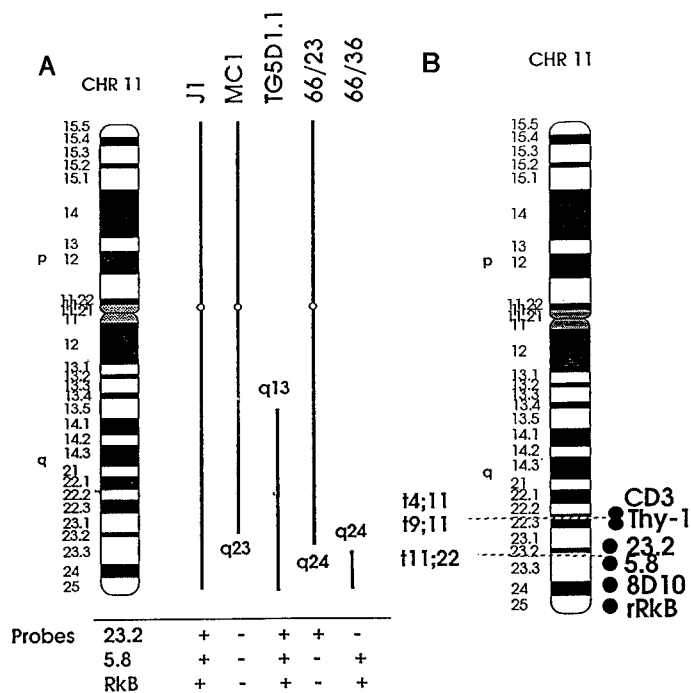 A
B
CHR 11
J1
MC1
TG5D1.1
66/23
66/36
CHR 11
15.5
15.4
15.3
15.2
15.1
14
13
p
12
11.22
11.21
11
12
13.1
13.2
13.3
13.4
13.5
14.1
14.2
14.3
q
21
22.1
22.2
22.3
23.1
23.2
23.3
24
25
q13
q23
q24
q24
15.5
15.4
15.3
15.2
15.1
14
13
p
12
11.22
11.21
11
12
13.1
13.2
13.3
13.4
13.5
14.1
14.2
14.3
q
21
22.1
22.2
22.3
23.1
23.2
23.3
24
25
t4;11
t9;11
t11;22
CD3
Thy-1
23.2
5.8
8D10
rRkB
Probes 23.2 + - + + -
5.8 + - + - +
RkB + - + - +